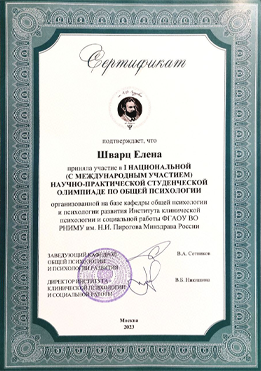 Сертификат
подтверждает, что
Шварц Елена
приняла участие в I НАЦИОНАЛЬНОЙ
(С МЕЖДУНАРОДНЫМ УЧАСТИЕМ)
НАУЧНО-ПРАКТИЧЕСКОЙ СТУДЕНЧЕСКОЙ
ОЛИМПИАДЕ ПО ОБЩЕЙ ПСИХОЛОГИИ
организованной на базе кафедры общей психологии
и психологии развития Института клинической
психологии и социальной работы ФГАОУ ВО
РНИМУ им. Н.И. Пирогова Минздрава России
ЗАВЕДУЮЩИЙ КАФЕДРОЙ
ОБЩЕЙ ПСИХОЛОГИИ
И ПСИХОЛОГИИ РАЗВИТИЯ
В.А. Ситников
ДИРЕКТОР ИНСТИТУТА
КЛИНИЧЕСКОЙ ПСИХОЛОГИИ
И СОЦИАЛЬНОЙ РАБОТЫ
В.Б. Никишина
Москва
2023